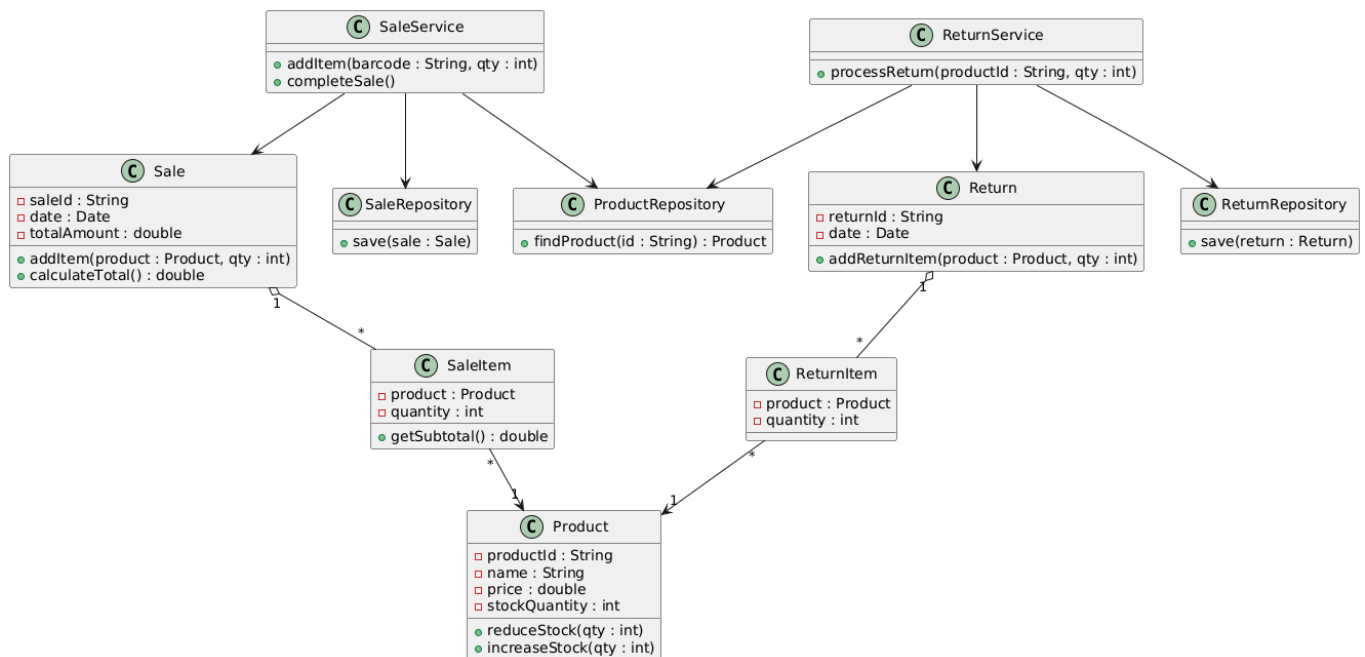 C SaleService
addItem(barcode : String, qty : int)
completeSale()
C ReturnService
processReturn(productId : String, qty : int)
C Sale
saleId : String
date : Date
totalAmount : double
addItem(product : Product, qty : int)
calculateTotal() : double
C SaleRepository
save(sale : Sale)
C ProductRepository
findProduct(id : String) : Product
C Return
returnId : String
date : Date
addReturnItem(product : Product, qty : int)
C ReturnRepository
save(return : Return)
1
*
1
*
C SaleItem
product : Product
quantity : int
getSubtotal() : double
C ReturnItem
product : Product
quantity : int
*
1
*
1
C Product
productId : String
name : String
price : double
stockQuantity : int
reduceStock(qty : int)
increaseStock(qty : int)